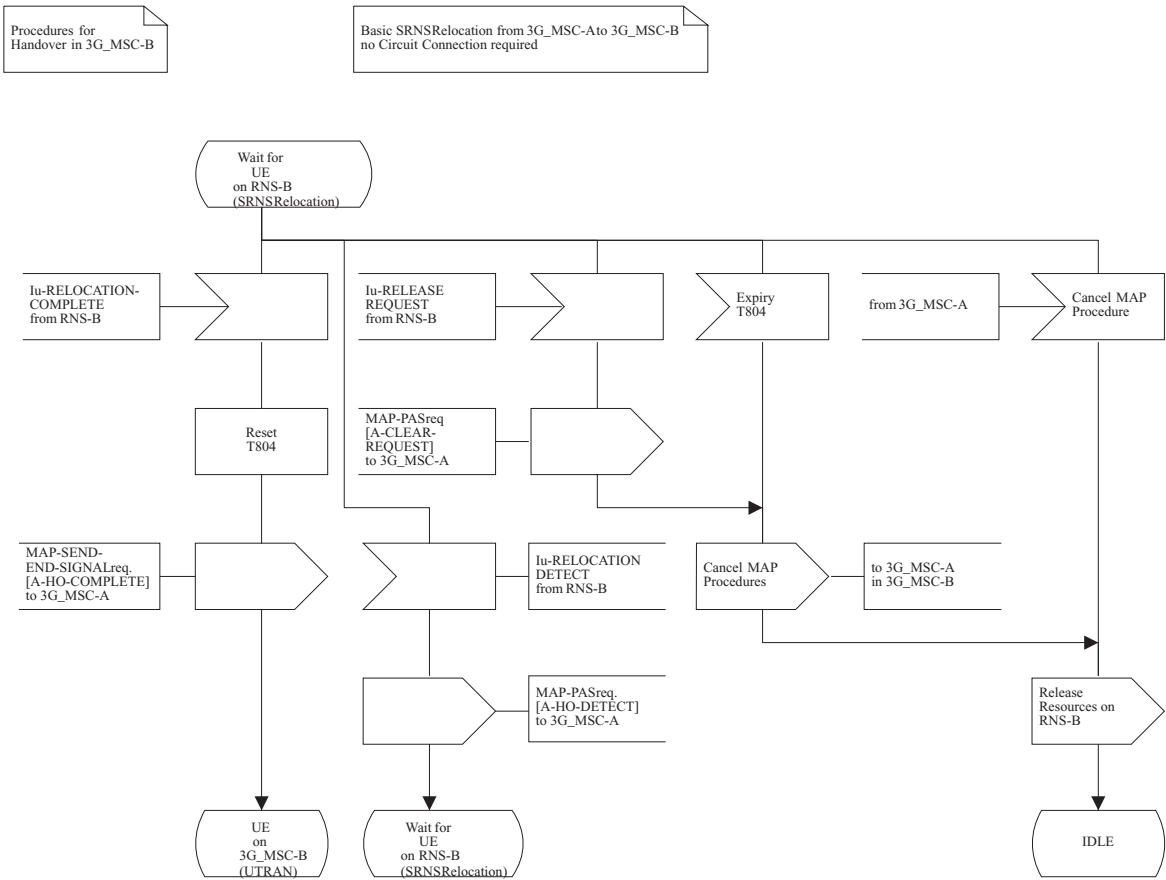 Procedures for
Handover in 3G_MSC-B
Basic SRNSRelocation from 3G_MSC-Ato 3G_MSC-B
no Circuit Connection required
Wait for
UE
on RNS-B
(SRNSRelocation)
Iu-RELOCATION-
COMPLETE
from RNS-B
Iu-RELEASE
REQUEST
from RNS-B
Expiry
T804
from 3G_MSC-A
Cancel MAP
Procedure
Reset
T804
MAP-PASreq
[A-CLEAR-
REQUEST]
to 3G_MSC-A
MAP-SEND-
END-SIGNALreq.
[A-HO-COMPLETE]
to 3G_MSC-A
Iu-RELOCATION
DETECT
from RNS-B
Cancel MAP
Procedures
to 3G_MSC-A
in 3G_MSC-B
MAP-PASreq.
[A-HO-DETECT]
to 3G_MSC-A
Release
Resources on
RNS-B
UE
on
3G_MSC-B
(UTRAN)
Wait for
UE
on RNS-B
(SRNSRelocation)
IDLE